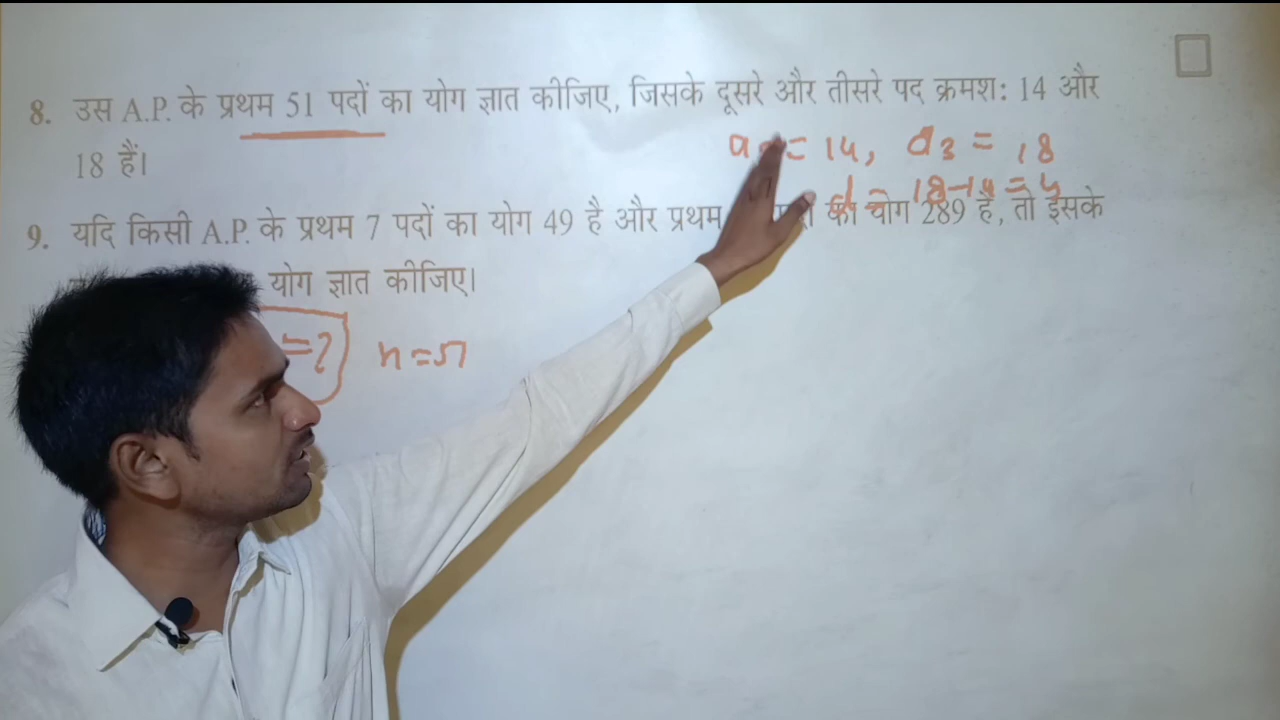 8. उस A.P. के प्रथम 51 पदों का योग ज्ञात कीजिए, जिसके दूसरे और तीसरे पद क्रमश: 14 और
18 हैं।
= 14, a3 = 18
d = 18-14 = 4
9. यदि किसी A.P. के प्रथम 7 पदों का योग 49 है और प्रथम का योग 289 है, तो इसके
योग ज्ञात कीजिए।
=? n = 51